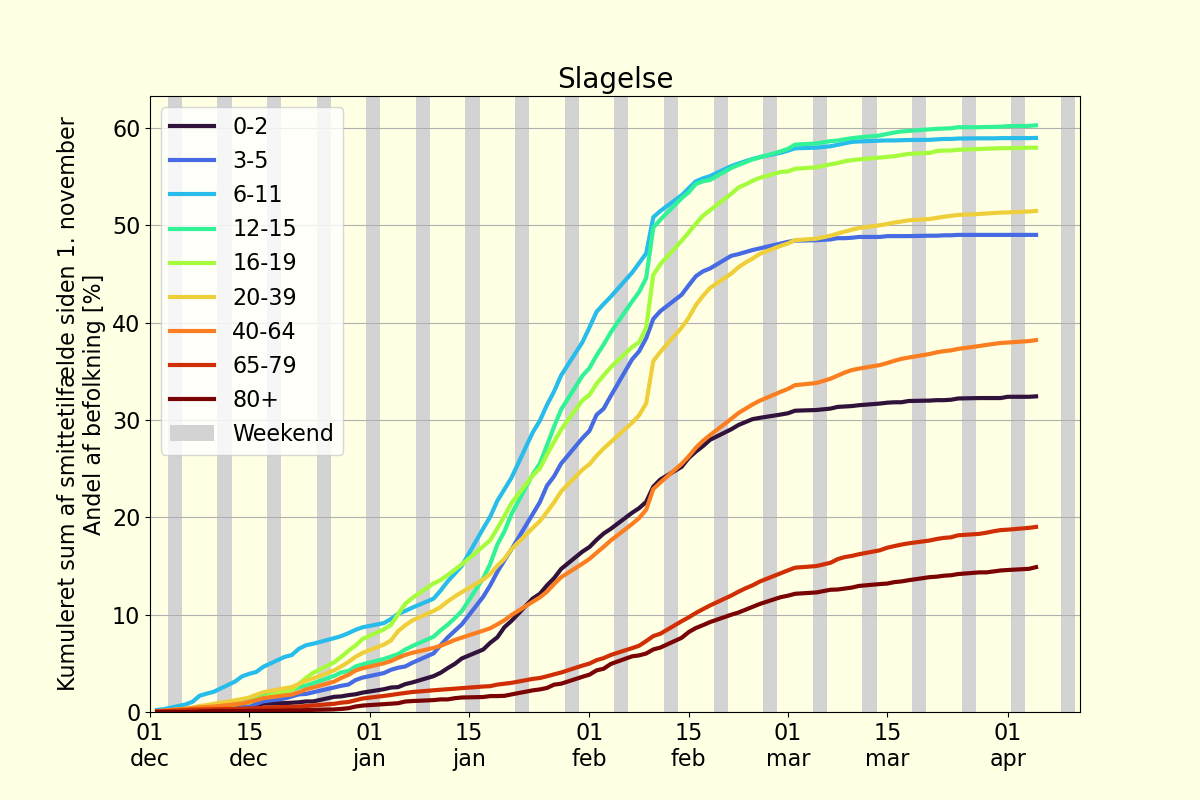 Slagelse
Kumuleret sum af smittetilfælde siden 1. november
Andel af befolkning [%]
60
50
40
30
20
10
0
0-2
3-5
6-11
12-15
16-19
20-39
40-64
65-79
80+
Weekend
01 15 01 15 01 15 01 15 01
dec dec jan jan feb feb mar mar apr